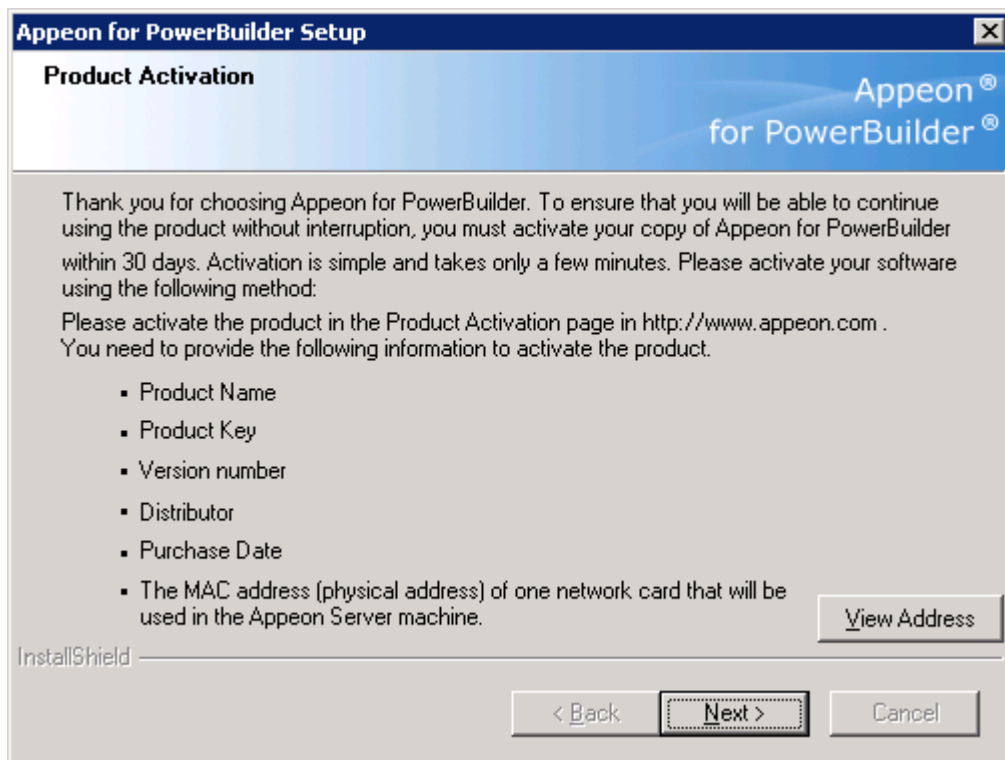 Appeon for PowerBuilder Setup
Product Activation
Appeon ®
for PowerBuilder ®
Thank you for choosing Appeon for PowerBuilder. To ensure that you will be able to continue
using the product without interruption, you must activate your copy of Appeon for PowerBuilder
within 30 days. Activation is simple and takes only a few minutes. Please activate your software
using the following method:
Please activate the product in the Product Activation page in http://www.appeon.com .
You need to provide the following information to activate the product.
▪ Product Name
▪ Product Key
▪ Version number
▪ Distributor
▪ Purchase Date
▪ The MAC address (physical address) of one network card that will be
used in the Appeon Server machine.
View Address
InstallShield
< Back
Next >
Cancel